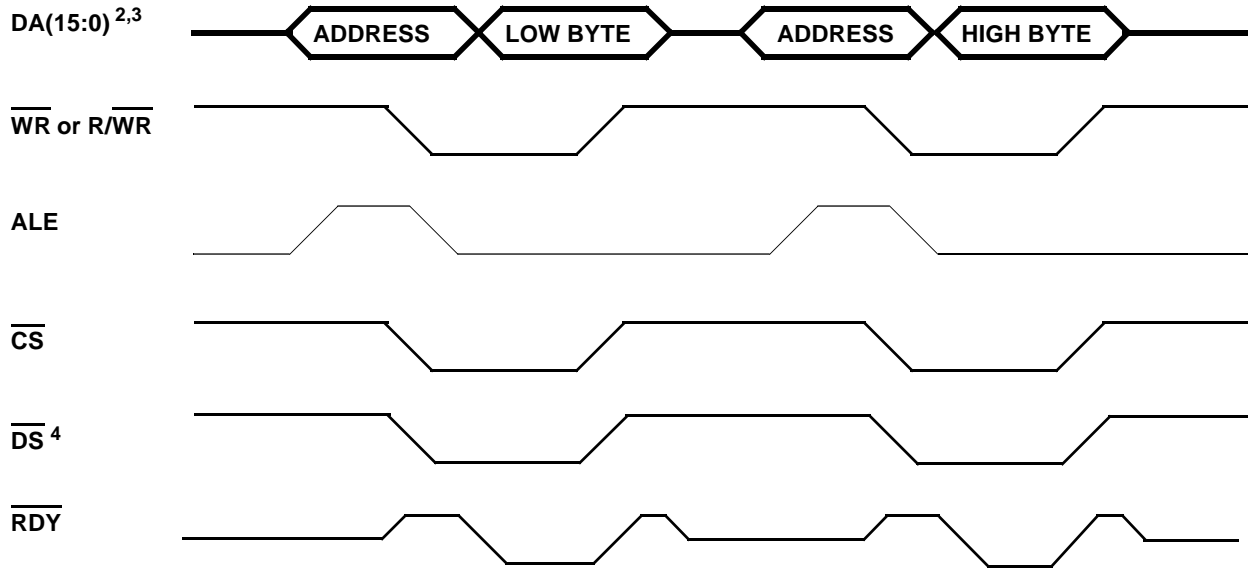 DA(15:0) 2,3
ADDRESS LOW BYTE ADDRESS HIGH BYTE
WR or R/WR
ALE
CS
DS 4
RDY